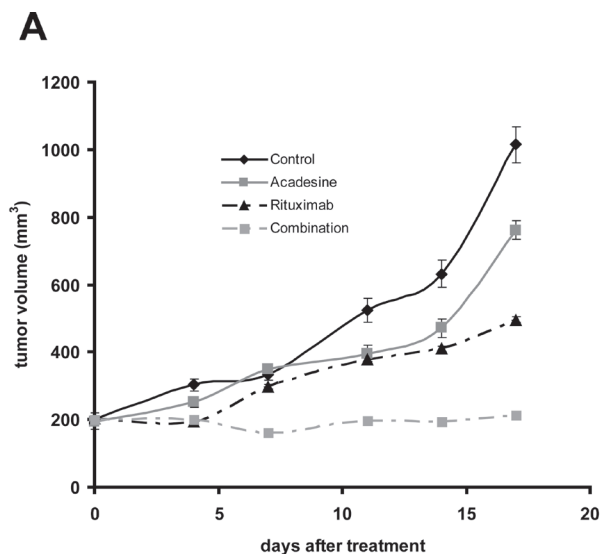 A
1200
1000
800
600
400
200
0
tumor volume (mm³)
Control
Acadesine
Rituximab
Combination
0 5 10 15 20
days after treatment